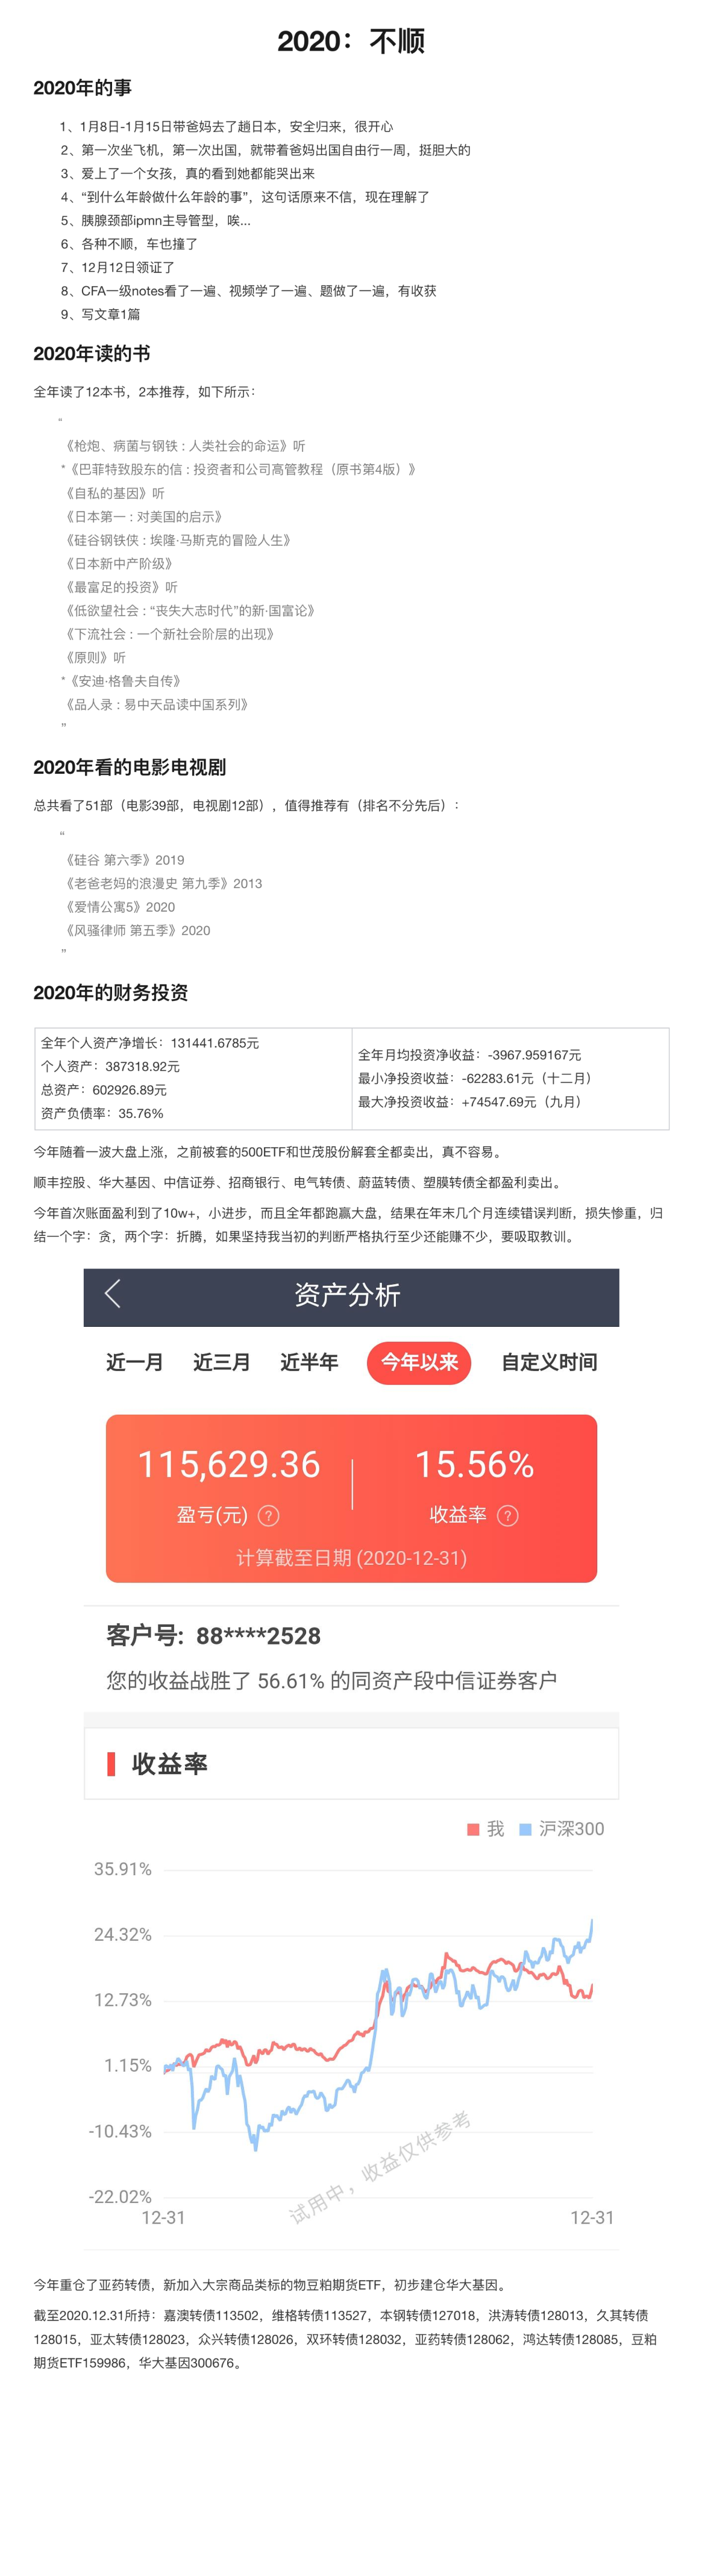 2020：不顺
2020年的事
1、1月8日-1月15日带爸妈去了趟日本，安全归来，很开心
2、第一次坐飞机，第一次出国，就带着爸妈出国自由行一周，挺胆大的
3、爱上了一个女孩，真的看到她都能哭出来
4、“到什么年龄做什么年龄的事”，这句话原来不信，现在理解了
5、胰腺颈部ipmn主导管型，唉...
6、各种不顺，车也撞了
7、12月12日领证了
8、CFA一级notes看了一遍、视频学了一遍、题做了一遍，有收获
9、写文章1篇
2020年读的书
全年读了12本书，2本推荐，如下所示：
“
《枪炮、病菌与钢铁 : 人类社会的命运》听
*《巴菲特致股东的信 : 投资者和公司高管教程（原书第4版）》
《自私的基因》听
《日本第一 : 对美国的启示》
《硅谷钢铁侠 : 埃隆·马斯克的冒险人生》
《日本新中产阶级》
《最富足的投资》听
《低欲望社会 : “丧失大志时代”的新·国富论》
《下流社会 : 一个新社会阶层的出现》
《原则》听
*《安迪·格鲁夫自传》
《品人录 : 易中天品读中国系列》
”
2020年看的电影电视剧
总共看了51部（电影39部，电视剧12部），值得推荐有（排名不分先后）：
“
《硅谷 第六季》2019
《老爸老妈的浪漫史 第九季》2013
《爱情公寓5》2020
《风骚律师 第五季》2020
”
2020年的财务投资
全年个人资产净增长：131441.6785元
个人资产：387318.92元
总资产：602926.89元
资产负债率：35.76%
全年月均投资净收益：-3967.959167元
最小净投资收益：-62283.61元（十二月）
最大净投资收益：+74547.69元（九月）
今年随着一波大盘上涨，之前被套的500ETF和世茂股份解套全都卖出，真不容易。
顺丰控股、华大基因、中信证券、招商银行、电气转债、蔚蓝转债、塑膜转债全都盈利卖出。
今年首次账面盈利到了10w+，小进步，而且全年都跑赢大盘，结果在年末几个月连续错误判断，损失惨重，归
结一个字：贪，两个字：折腾，如果坚持我当初的判断严格执行至少还能赚不少，要吸取教训。
资产分析
近一月 近三月 近半年 今年以来 自定义时间
115,629.36 15.56%
盈亏(元) ? 收益率 ?
计算截至日期 (2020-12-31)
客户号: 88****2528
您的收益战胜了 56.61% 的同资产段中信证券客户
收益率
我 沪深300
35.91%
24.32%
12.73%
1.15%
-10.43%
-22.02%
12-31 12-31
试用中，收益仅供参考
今年重仓了亚药转债，新加入大宗商品类标的物豆粕期货ETF，初步建仓华大基因。
截至2020.12.31所持：嘉澳转债113502，维格转债113527，本钢转债127018，洪涛转债128013，久其转债
128015，亚太转债128023，众兴转债128026，双环转债128032，亚药转债128062，鸿达转债128085，豆粕
期货ETF159986，华大基因300676。